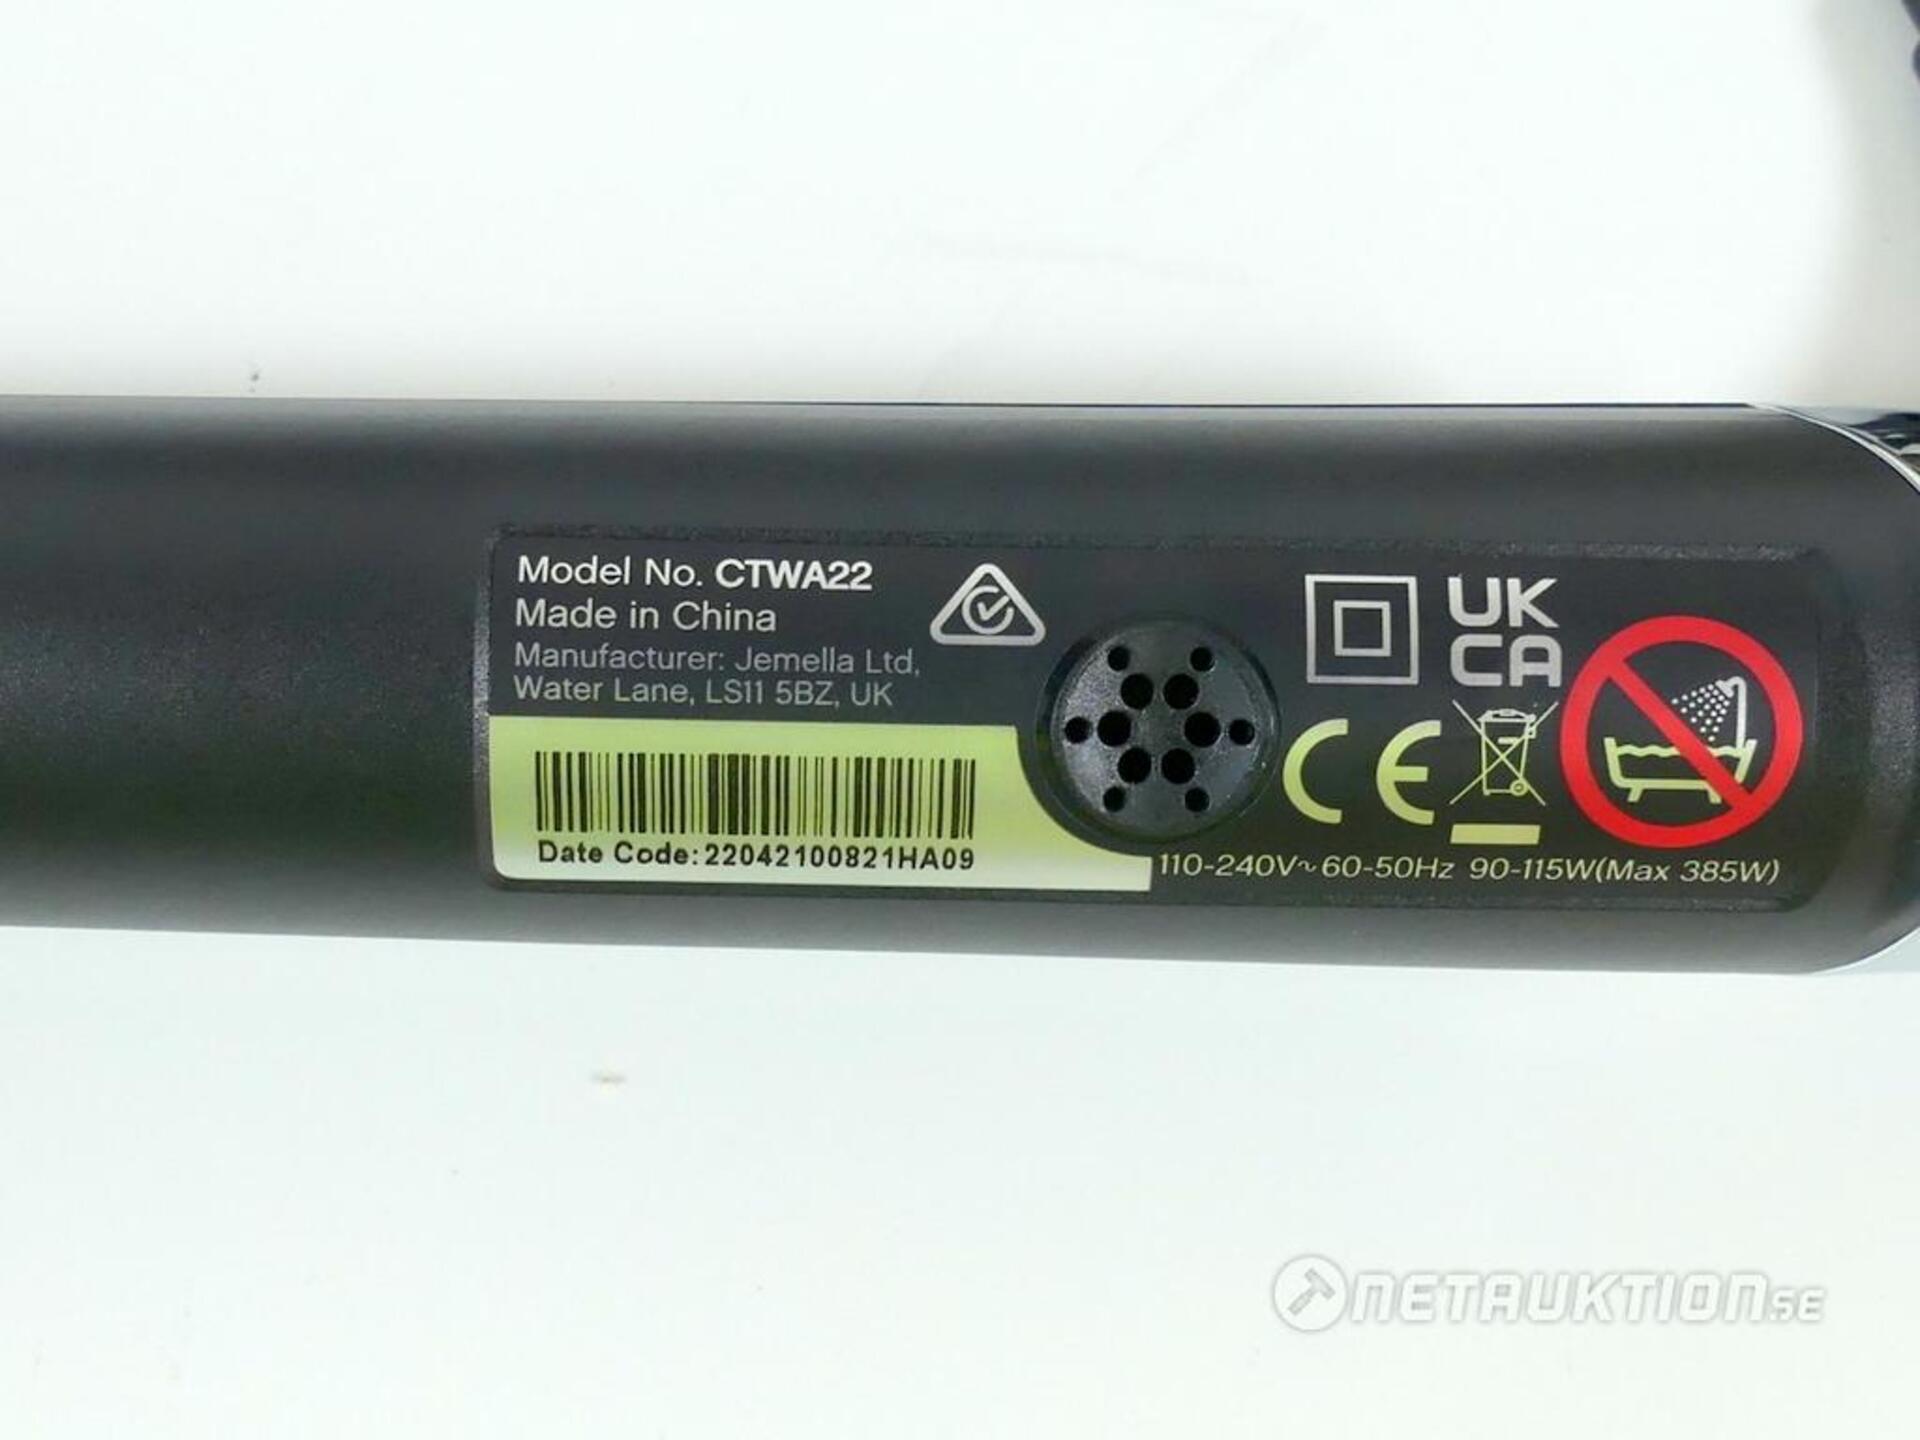 Model No. CTWA22
Made in China
Manufacturer: Jemella Ltd,
Water Lane, LS11 5BZ, UK
Date Code:22042100821HA09
UK
CA
CE
110-240V~60-50Hz 90-115W(Max 385W)
NETAUKTION.SE